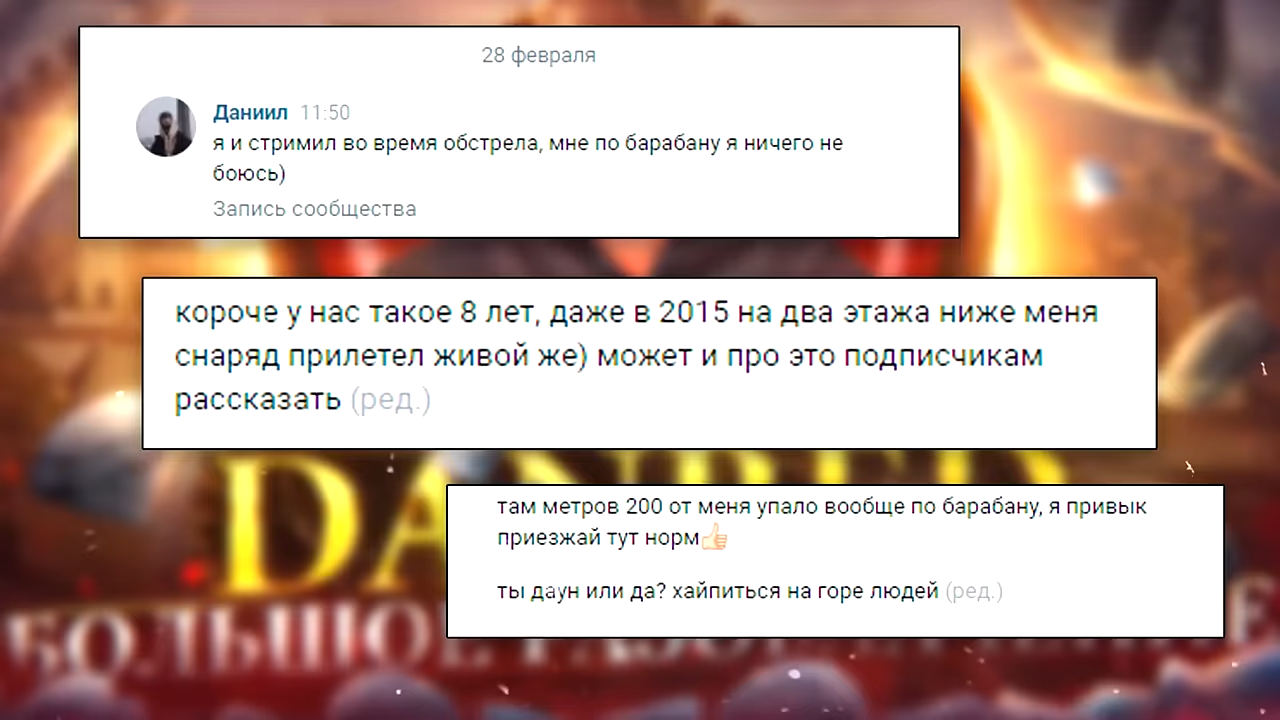 28 февраля
Даниил 11:50
я и стримил во время обстрела, мне по барабану я ничего не
боюсь)
Запись сообщества
короче у нас такое 8 лет, даже в 2015 на два этажа ниже меня
снаряд прилетел живой же) может и про это подписчикам
рассказать (ред.)
там метров 200 от меня упало вообще по барабану, я привык
приезжай тут норм👍
ты даун или да? хайпиться на горе людей (ред.)
БОЛЬШОЕ